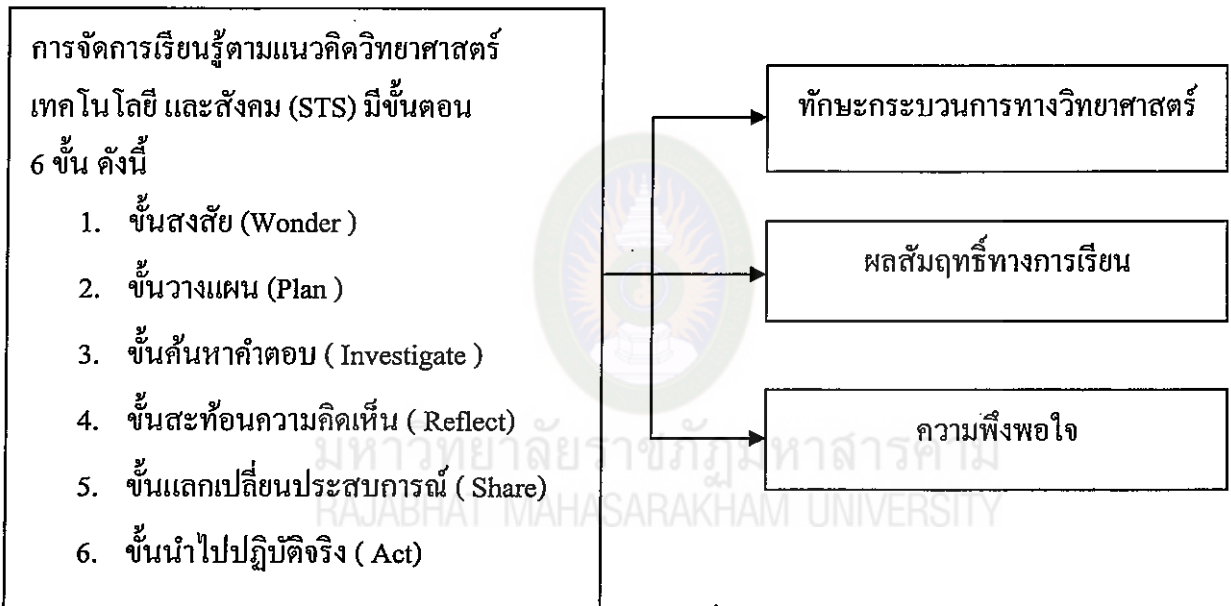 การจัดการเรียนรู้ตามแนวคิดวิทยาศาสตร์
เทคโนโลยี และสังคม (STS) มีขั้นตอน
6 ขั้น ดังนี้
1. ขั้นสงสัย (Wonder )
2. ขั้นวางแผน (Plan )
3. ขั้นค้นหาคำตอบ ( Investigate )
4. ขั้นสะท้อนความคิดเห็น ( Reflect)
5. ขั้นแลกเปลี่ยนประสบการณ์ ( Share)
6. ขั้นนำไปปฏิบัติจริง ( Act)
ทักษะกระบวนการทางวิทยาศาสตร์
ผลสัมฤทธิ์ทางการเรียน
ความพึงพอใจ
มหาวิทยาลัยราชภัฏมหาสารคาม
RAJABHAT MAHASARAKHAM UNIVERSITY